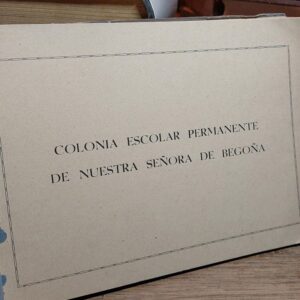 COLONIA ESCOLAR PERMANENTE
DE NUESTRA SEÑORA DE BEGOÑA